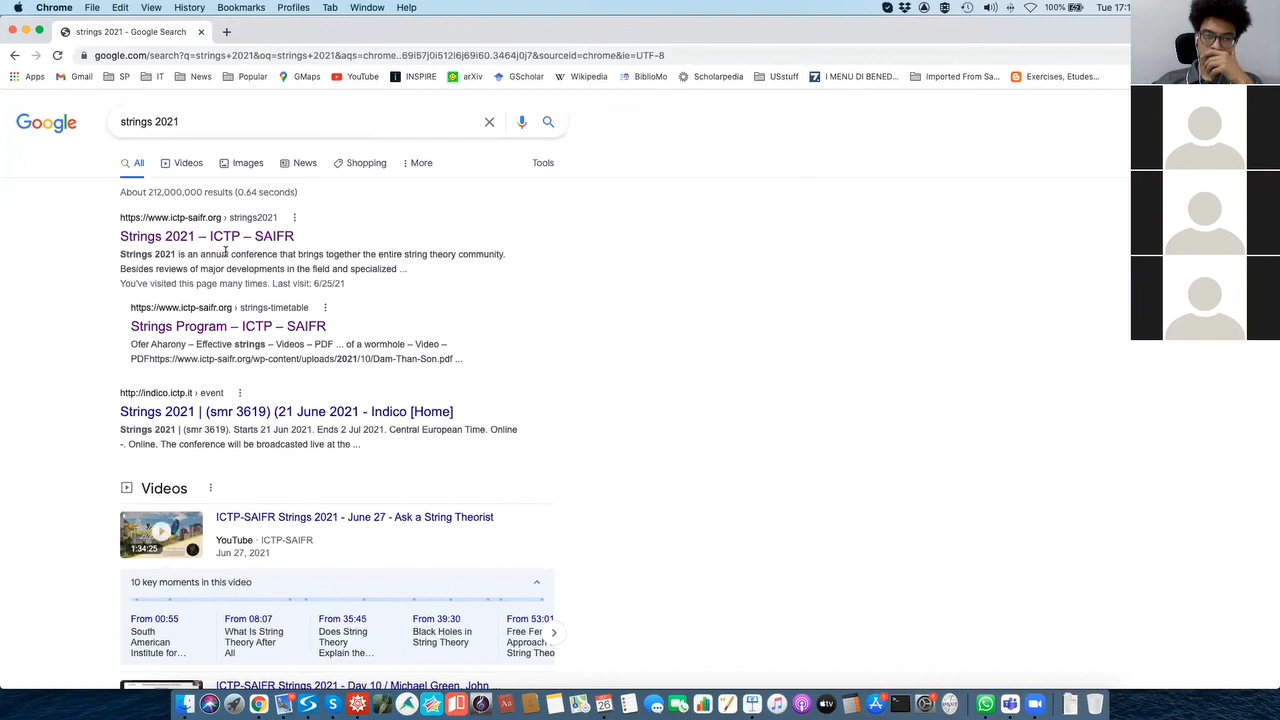 Chrome File Edit View History Bookmarks Profiles Tab Window Help 100% Tue 17:1
strings 2021 - Google Search
google.com/search?q=strings+2021&oq=strings+2021&aqs=chrome..69i57j0i512l6j69i60.3464j0j7&sourceid=chrome&ie=UTF-8
Apps Gmail SP IT News Popular GMaps YouTube INSPIRE arXiv GScholar Wikipedia BiblioMo Scholarpedia USstuff I MENU DI BENED... Imported From Sa... Exercises, Etudes...
Google strings 2021
All Videos Images News Shopping More Tools
About 212,000,000 results (0.64 seconds)
https://www.ictp-saifr.org › strings2021
Strings 2021 – ICTP – SAIFR
Strings 2021 is an annual conference that brings together the entire string theory community.
Besides reviews of major developments in the field and specialized ...
You've visited this page many times. Last visit: 6/25/21
https://www.ictp-saifr.org › strings-timetable
Strings Program – ICTP – SAIFR
Ofer Aharony – Effective strings – Videos – PDF ... of a wormhole – Video –
PDFhttps://www.ictp-saifr.org/wp-content/uploads/2021/10/Dam-Than-Son.pdf ...
http://indico.ictp.it › event
Strings 2021 | (smr 3619) (21 June 2021 - Indico [Home]
Strings 2021 | (smr 3619). Starts 21 Jun 2021. Ends 2 Jul 2021. Central European Time. Online
-. Online. The conference will be broadcasted live at the ...
Videos
ICTP-SAIFR Strings 2021 - June 27 - Ask a String Theorist
YouTube · ICTP-SAIFR
1:34:25
Jun 27, 2021
10 key moments in this video
From 00:55 From 08:07 From 35:45 From 39:30 From 53:01
South What Is String Does String Black Holes in Free Fer
American Theory After Theory String Theory Approach
Institute for... All Explain the... String Theo
ICTP-SAIFR Strings 2021 - Day 10 / Michael Green, John ...
26